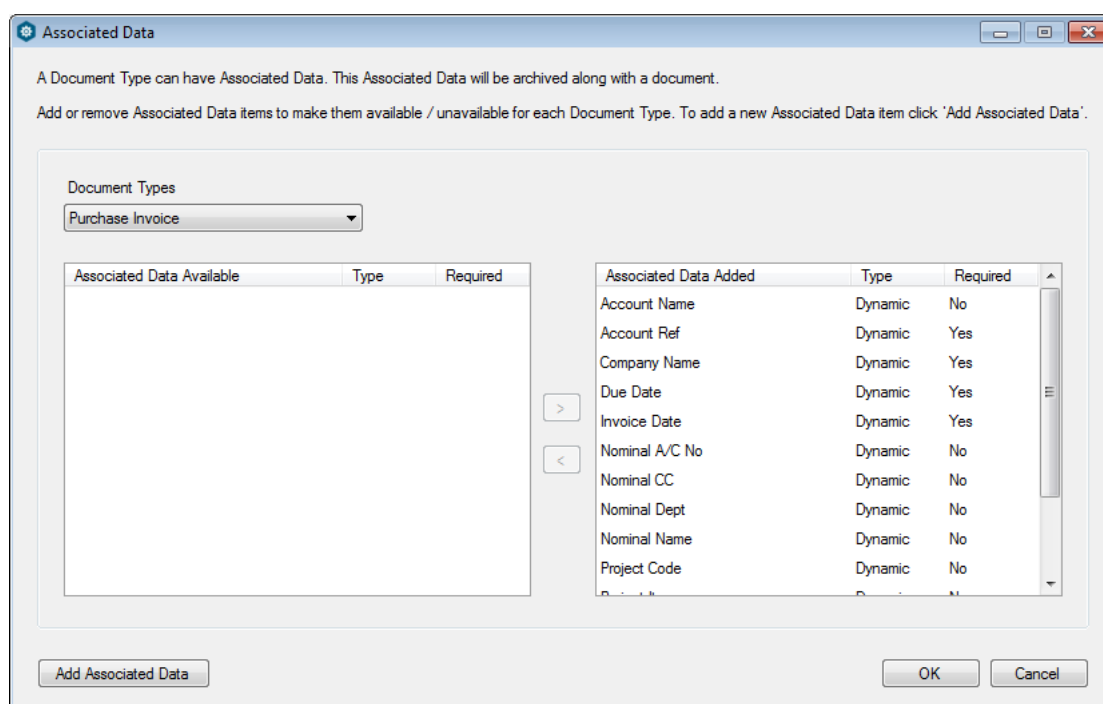 Associated Data
A Document Type can have Associated Data. This Associated Data will be archived along with a document.
Add or remove Associated Data items to make them available / unavailable for each Document Type. To add a new Associated Data item click 'Add Associated Data'.
Document Types
Purchase Invoice
Associated Data Available Type Required
Associated Data Added Type Required
Account Name Dynamic No
Account Ref Dynamic Yes
Company Name Dynamic Yes
Due Date Dynamic Yes
Invoice Date Dynamic Yes
Nominal A/C No Dynamic No
Nominal CC Dynamic No
Nominal Dept Dynamic No
Nominal Name Dynamic No
Project Code Dynamic No
>
<
Add Associated Data
OK
Cancel